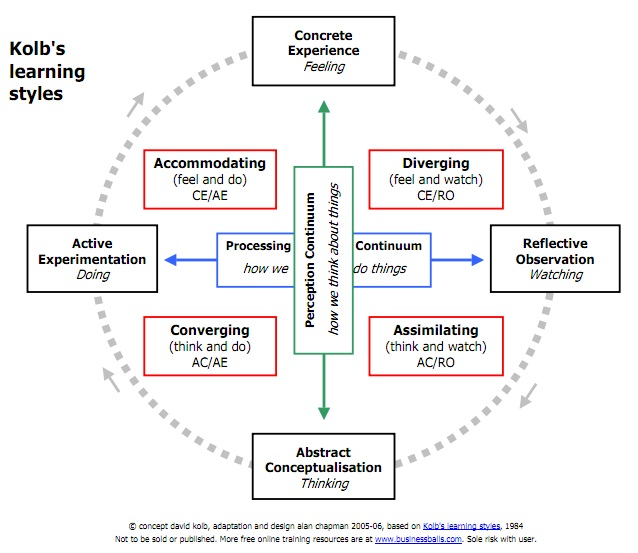 Kolb's
learning
styles
Concrete
Experience
Feeling
Accommodating
(feel and do)
CE/AE
Diverging
(feel and watch)
CE/RO
Active
Experimentation
Doing
Processing Continuum
how we do things
Perception Continuum
how we think about things
Reflective
Observation
Watching
Converging
(think and do)
AC/AE
Assimilating
(think and watch)
AC/RO
Abstract
Conceptualisation
Thinking
© concept david kolb, adaptation and design alan chapman 2005-06, based on Kolb's learning styles, 1984
Not to be sold or published. More free online training resources are at www.businessballs.com. Sole risk with user.